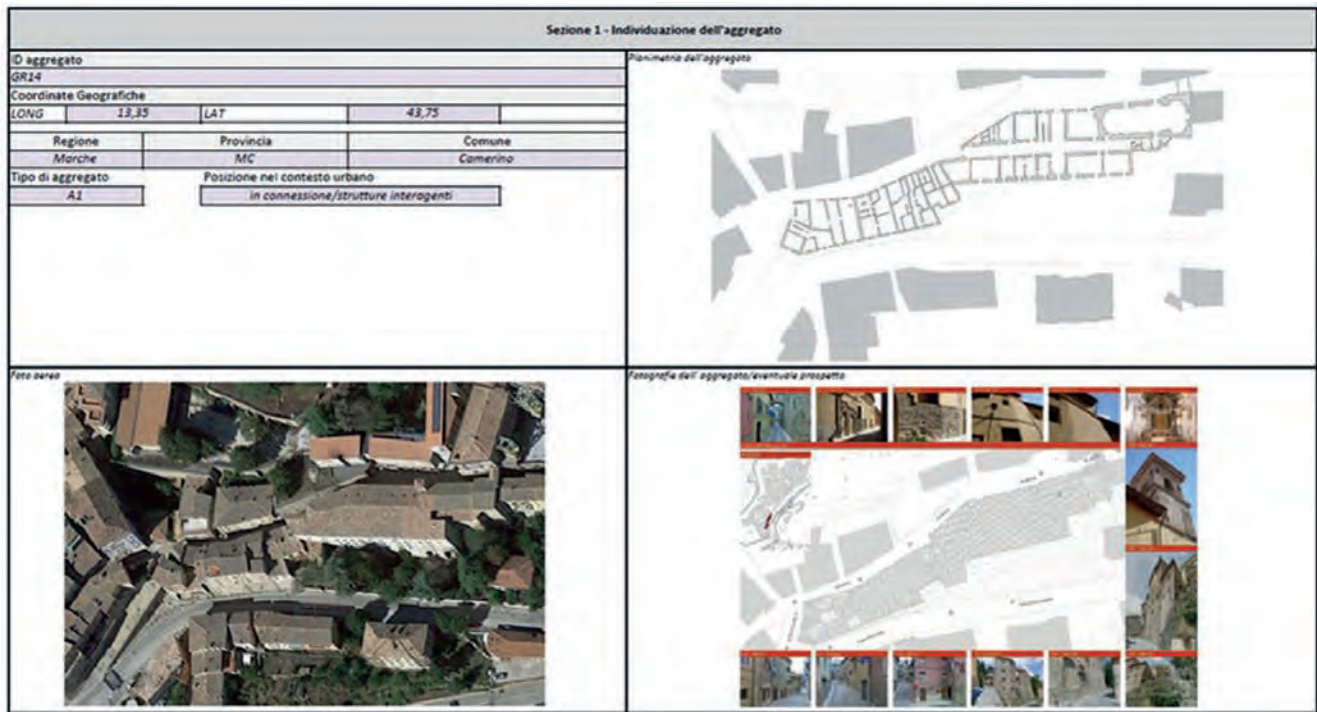 Sezione 1 - Individuazione dell'aggregato
ID aggregato
GR14
Coordinate Geografiche
LONG 13,35 LAT 43,75
Regione Provincia Comune
Marche MC Camerino
Tipo di aggregato Posizione nel contesto urbano
A1 in connessione/strutture interagenti
Planimetria dell'aggregato
Foto aerea
Fotografie dell' aggregato/eventuale prospetto